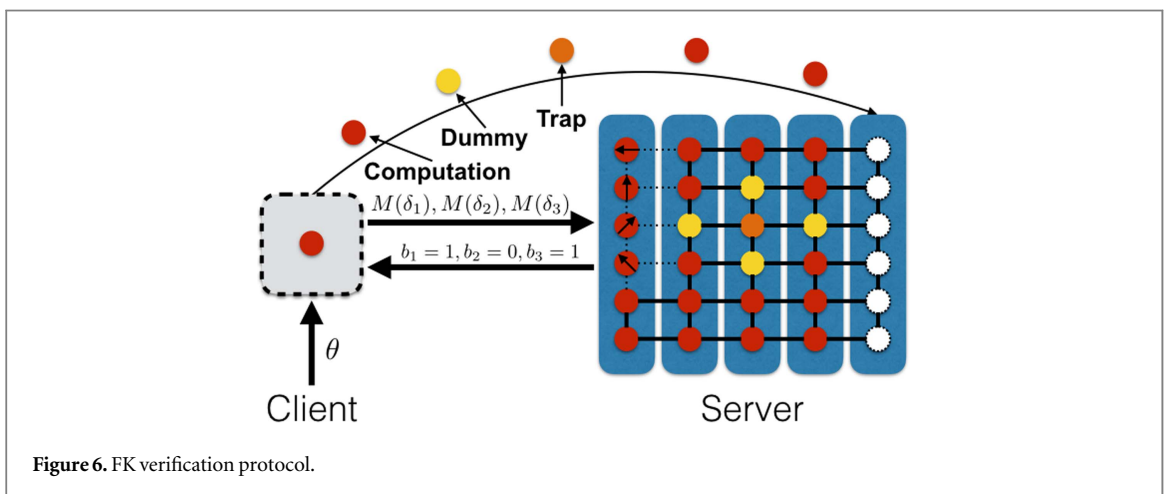 Trap
Dummy
Computation
M(δ₁), M(δ₂), M(δ₃)
b₁ = 1, b₂ = 0, b₃ = 1
θ
Client
Server
Figure 6. FK verification protocol.